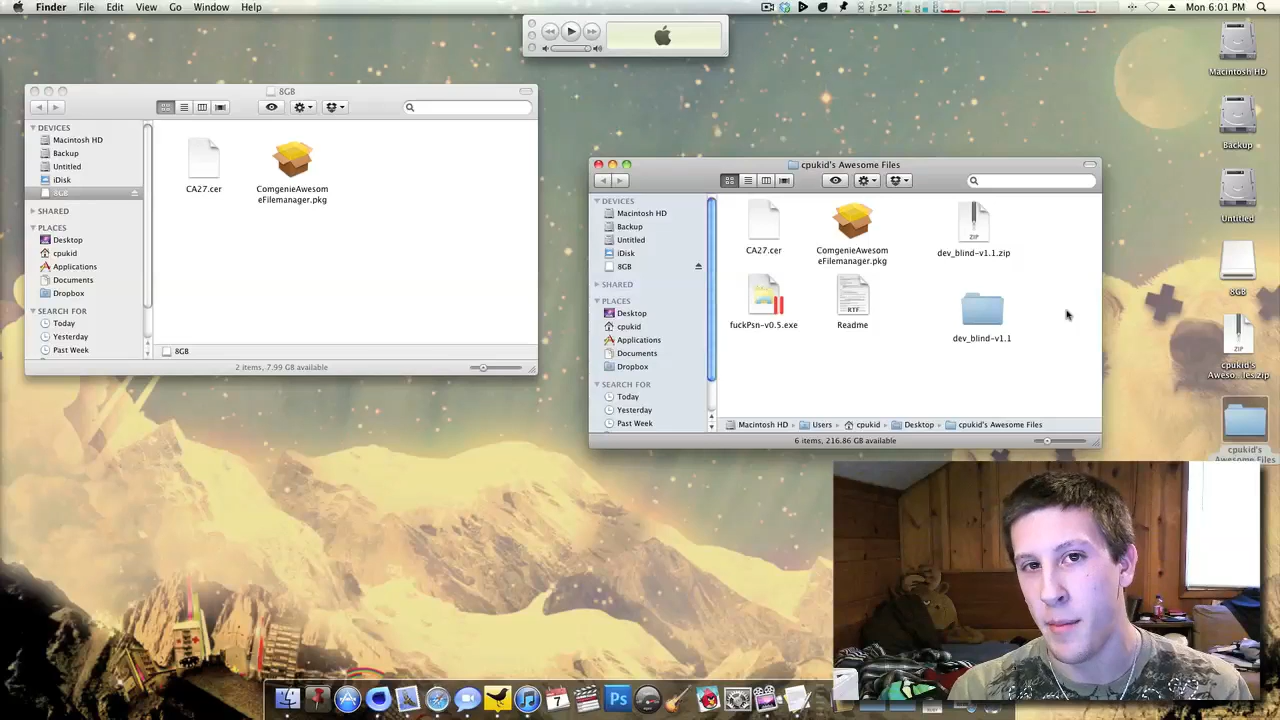 Finder File Edit View Go Window Help
52° Mon 6:01 PM
8GB
DEVICES
Macintosh HD
Backup
Untitled
iDisk
8GB
SHARED
PLACES
Desktop
cpukid
Applications
Documents
Dropbox
SEARCH FOR
Today
Yesterday
Past Week
CA27.cer
ComgenieAwesom
eFilemanager.pkg
8GB
2 items, 7.99 GB available
cpukid's Awesome Files
DEVICES
Macintosh HD
Backup
Untitled
iDisk
8GB
SHARED
PLACES
Desktop
cpukid
Applications
Documents
Dropbox
SEARCH FOR
Today
Yesterday
Past Week
CA27.cer
ComgenieAwesom
eFilemanager.pkg
ZIP
dev_blind-v1.1.zip
fuckPsn-v0.5.exe
RTF
Readme
dev_blind-v1.1
Macintosh HD Users cpukid Desktop cpukid's Awesome Files
6 items, 216.86 GB available
Macintosh HD
Backup
Untitled
8GB
ZIP
cpukid's
Aweso...les.zip
cpukid's
Awesome Files
7
Ps